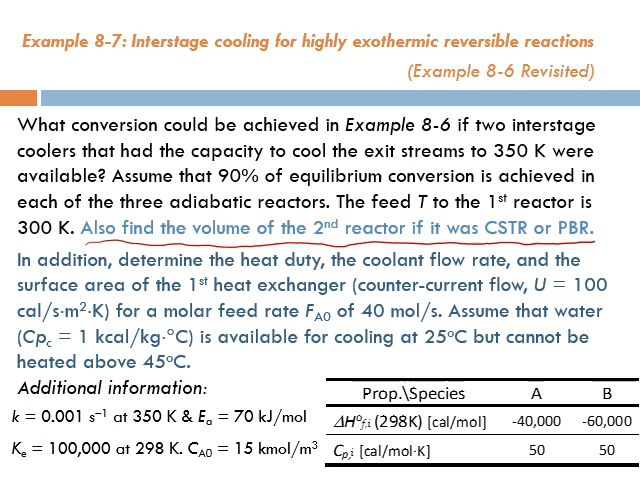 Example 8-7: Interstage cooling for highly exothermic reversible reactions
(Example 8-6 Revisited)
What conversion could be achieved in Example 8-6 if two interstage
coolers that had the capacity to cool the exit streams to 350 K were
available? Assume that 90% of equilibrium conversion is achieved in
each of the three adiabatic reactors. The feed T to the 1st reactor is
300 K. Also find the volume of the 2nd reactor if it was CSTR or PBR.
In addition, determine the heat duty, the coolant flow rate, and the
surface area of the 1st heat exchanger (counter-current flow, U = 100
cal/s·m²·K) for a molar feed rate FA0 of 40 mol/s. Assume that water
(Cpc = 1 kcal/kg·°C) is available for cooling at 25°C but cannot be
heated above 45°C.
Additional information:
k = 0.001 s⁻¹ at 350 K & Ea = 70 kJ/mol
Ke = 100,000 at 298 K. CA0 = 15 kmol/m³
Prop.\Species A B
ΔH°f,i (298K) [cal/mol] -40,000 -60,000
Cp,i [cal/mol·K] 50 50